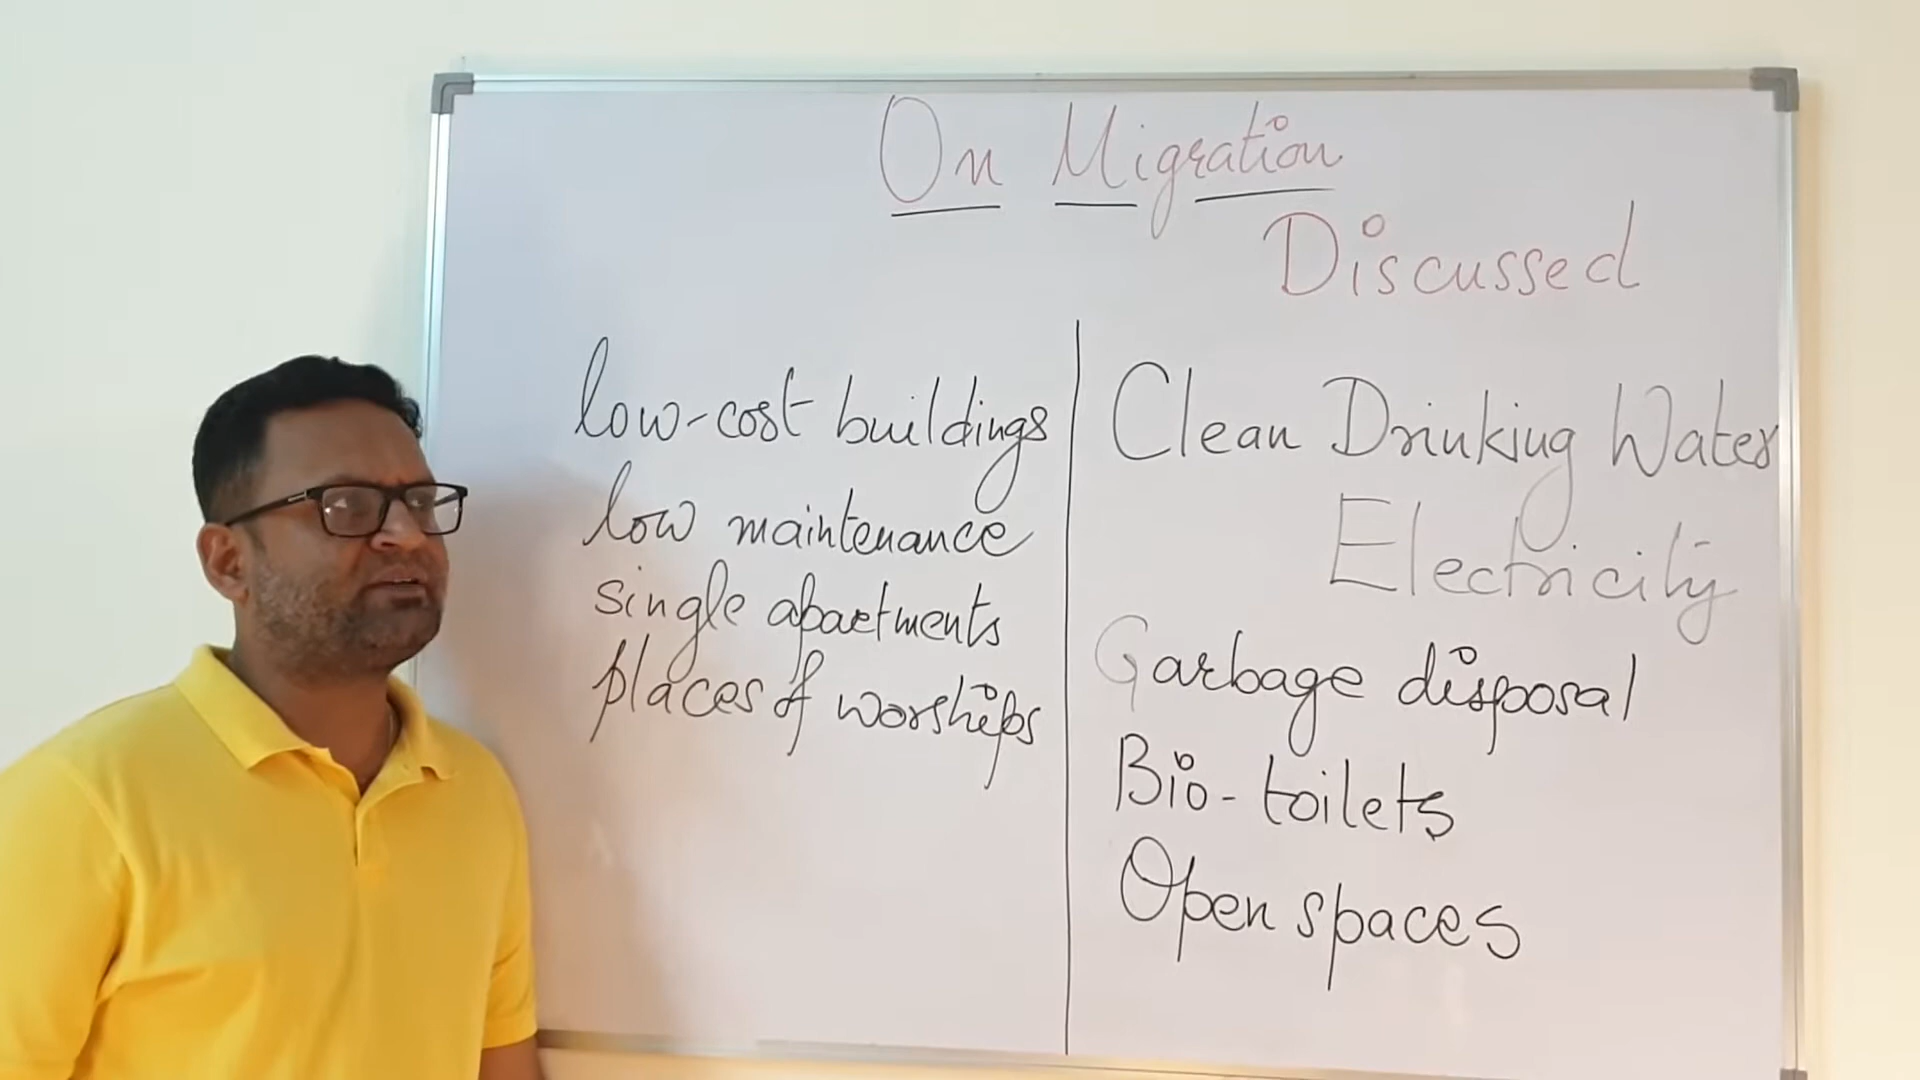 On Migration
Discussed
low-cost buildings
low maintenance
single apartments
places of worships
Clean Drinking Water
Electricity
Garbage disposal
Bio-toilets
Open spaces